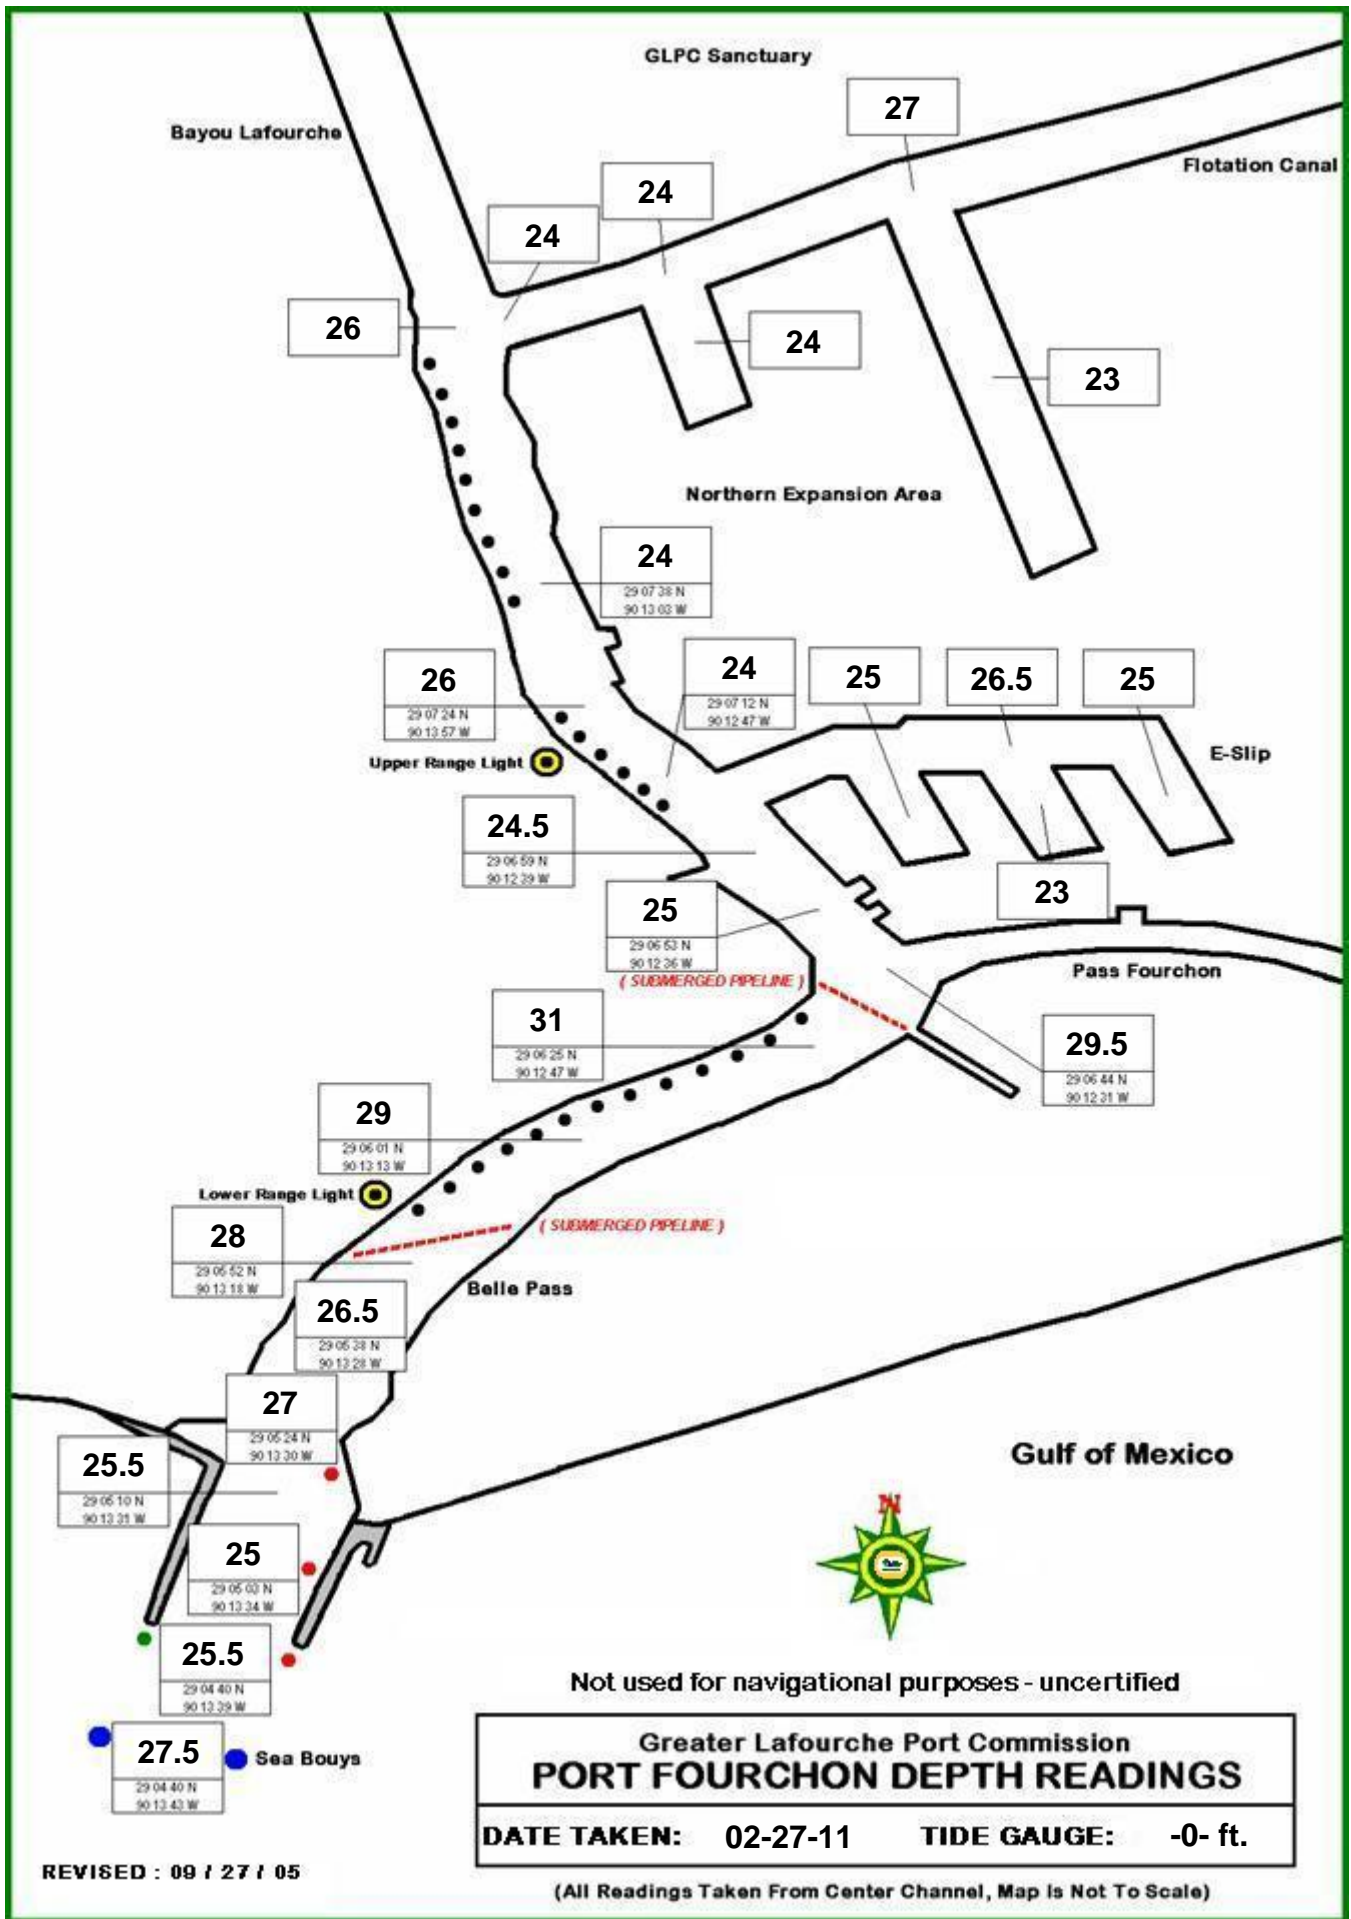 GLPC Sanctuary
27
Bayou Lafourche
Flotation Canal
24
24
26
24
23
Northern Expansion Area
24
29 07 38 N
90 13 03 W
26
29 07 24 N
90 13 57 W
24
29 07 12 N
90 12 47 W
25
26.5
25
E-Slip
Upper Range Light
24.5
29 06 59 N
90 12 39 W
23
25
29 06 53 N
90 12 36 W
( SUBMERGED PIPELINE )
Pass Fourchon
31
29 06 25 N
90 12 47 W
29.5
29 06 44 N
90 12 31 W
29
29 06 01 N
90 13 13 W
Lower Range Light
28
29 05 52 N
90 13 18 W
( SUBMERGED PIPELINE )
Belle Pass
26.5
29 05 38 N
90 13 28 W
27
29 05 24 N
90 13 30 W
25.5
29 05 10 N
90 13 31 W
Gulf of Mexico
N
25
29 05 03 N
90 13 34 W
25.5
29 04 40 N
90 13 39 W
27.5
29 04 40 N
90 13 43 W
Sea Bouys
Not used for navigational purposes - uncertified
Greater Lafourche Port Commission
PORT FOURCHON DEPTH READINGS
DATE TAKEN: 02-27-11 TIDE GAUGE: -0- ft.
REVISED : 09 / 27 / 05
(All Readings Taken From Center Channel, Map Is Not To Scale)